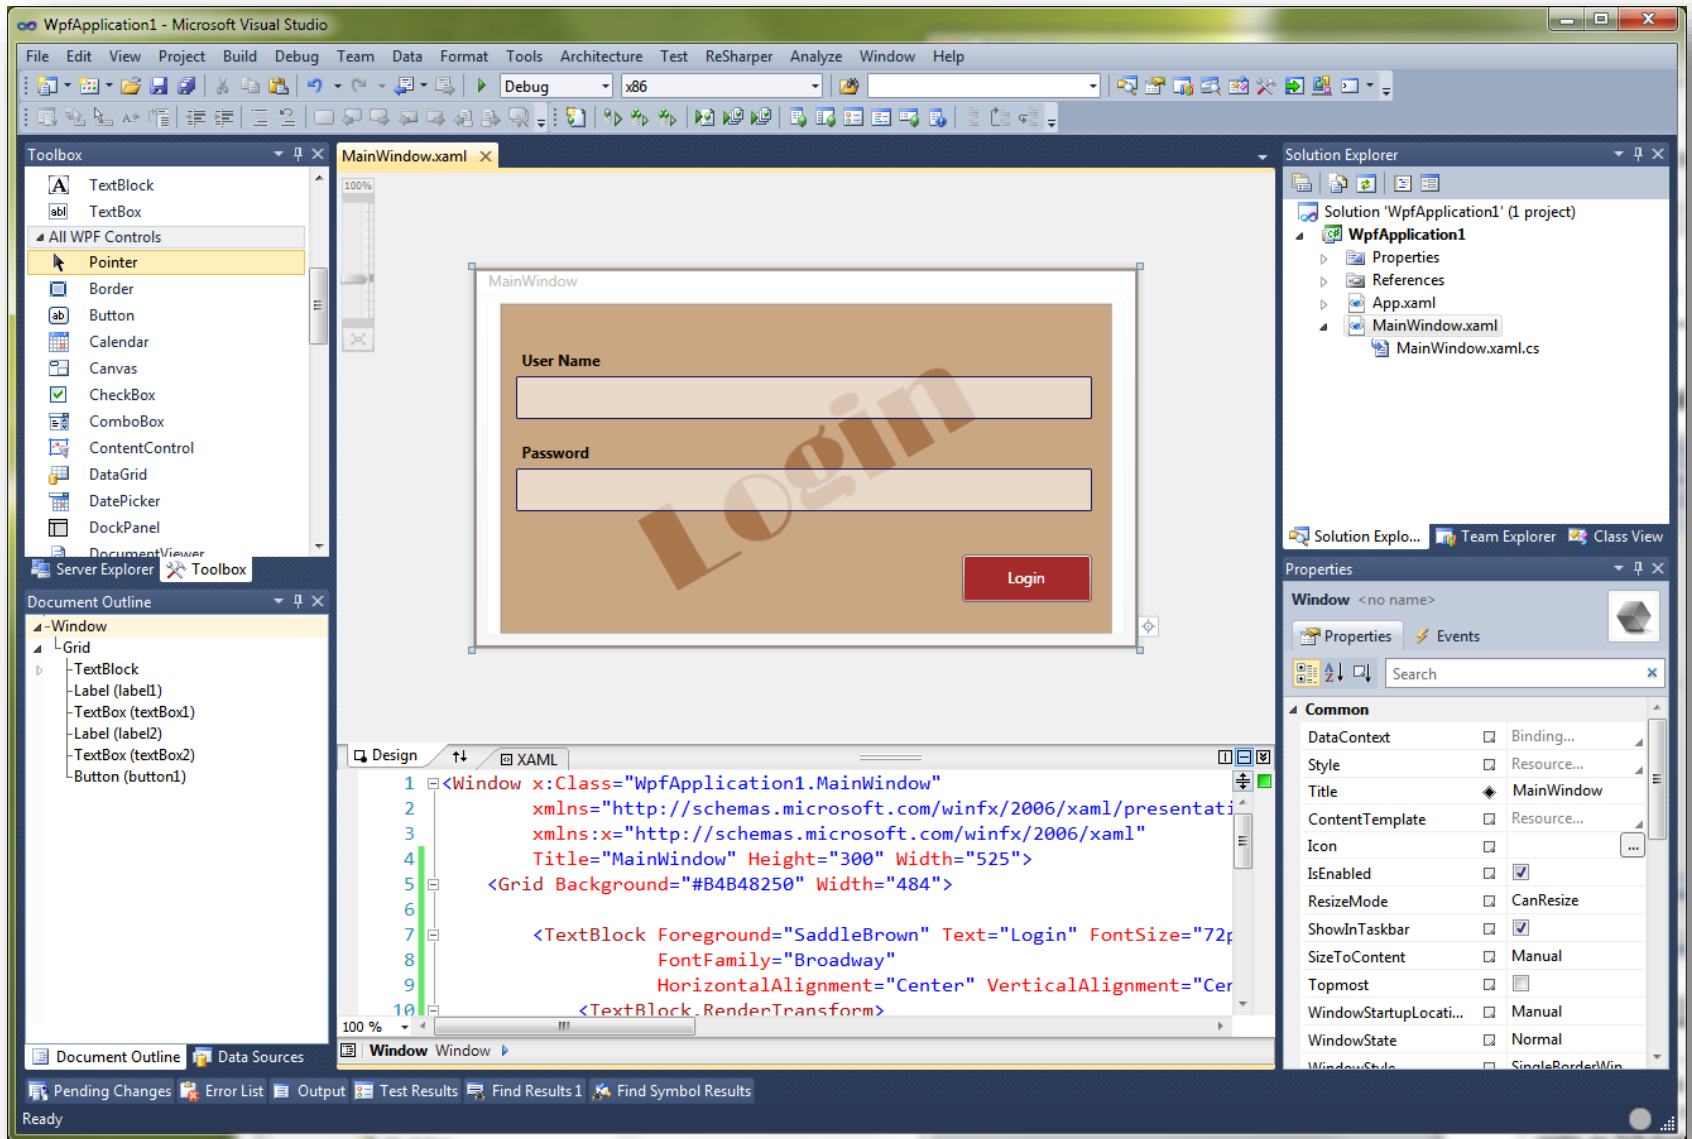 WpfApplication1 - Microsoft Visual Studio
File Edit View Project Build Debug Team Data Format Tools Architecture Test ReSharper Analyze Window Help
Debug x86
Toolbox
TextBlock
TextBox
All WPF Controls
Pointer
Border
Button
Calendar
Canvas
CheckBox
ComboBox
ContentControl
DataGrid
DatePicker
DockPanel
DocumentViewer
Server Explorer Toolbox
Document Outline
Window
Grid
TextBlock
Label (label1)
TextBox (textBox1)
Label (label2)
TextBox (textBox2)
Button (button1)
Document Outline Data Sources
MainWindow.xaml
100%
MainWindow
User Name
Password
Login
Login
Design XAML
1 <Window x:Class="WpfApplication1.MainWindow"
2 xmlns="http://schemas.microsoft.com/winfx/2006/xaml/presentati
3 xmlns:x="http://schemas.microsoft.com/winfx/2006/xaml"
4 Title="MainWindow" Height="300" Width="525">
5 <Grid Background="#B4B48250" Width="484">
6
7 <TextBlock Foreground="SaddleBrown" Text="Login" FontSize="72p
8 FontFamily="Broadway"
9 HorizontalAlignment="Center" VerticalAlignment="Cer
10 <TextBlock.RenderTransform>
100 %
Window Window
Solution Explorer
Solution 'WpfApplication1' (1 project)
WpfApplication1
Properties
References
App.xaml
MainWindow.xaml
MainWindow.xaml.cs
Solution Explo... Team Explorer Class View
Properties
Window <no name>
Properties Events
Search
Common
DataContext Binding...
Style Resource...
Title MainWindow
ContentTemplate Resource...
Icon ...
IsEnabled
ResizeMode CanResize
ShowInTaskbar
SizeToContent Manual
Topmost
WindowStartupLocati... Manual
WindowState Normal
WindowStyle SingleBorderWin
Pending Changes Error List Output Test Results Find Results 1 Find Symbol Results
Ready